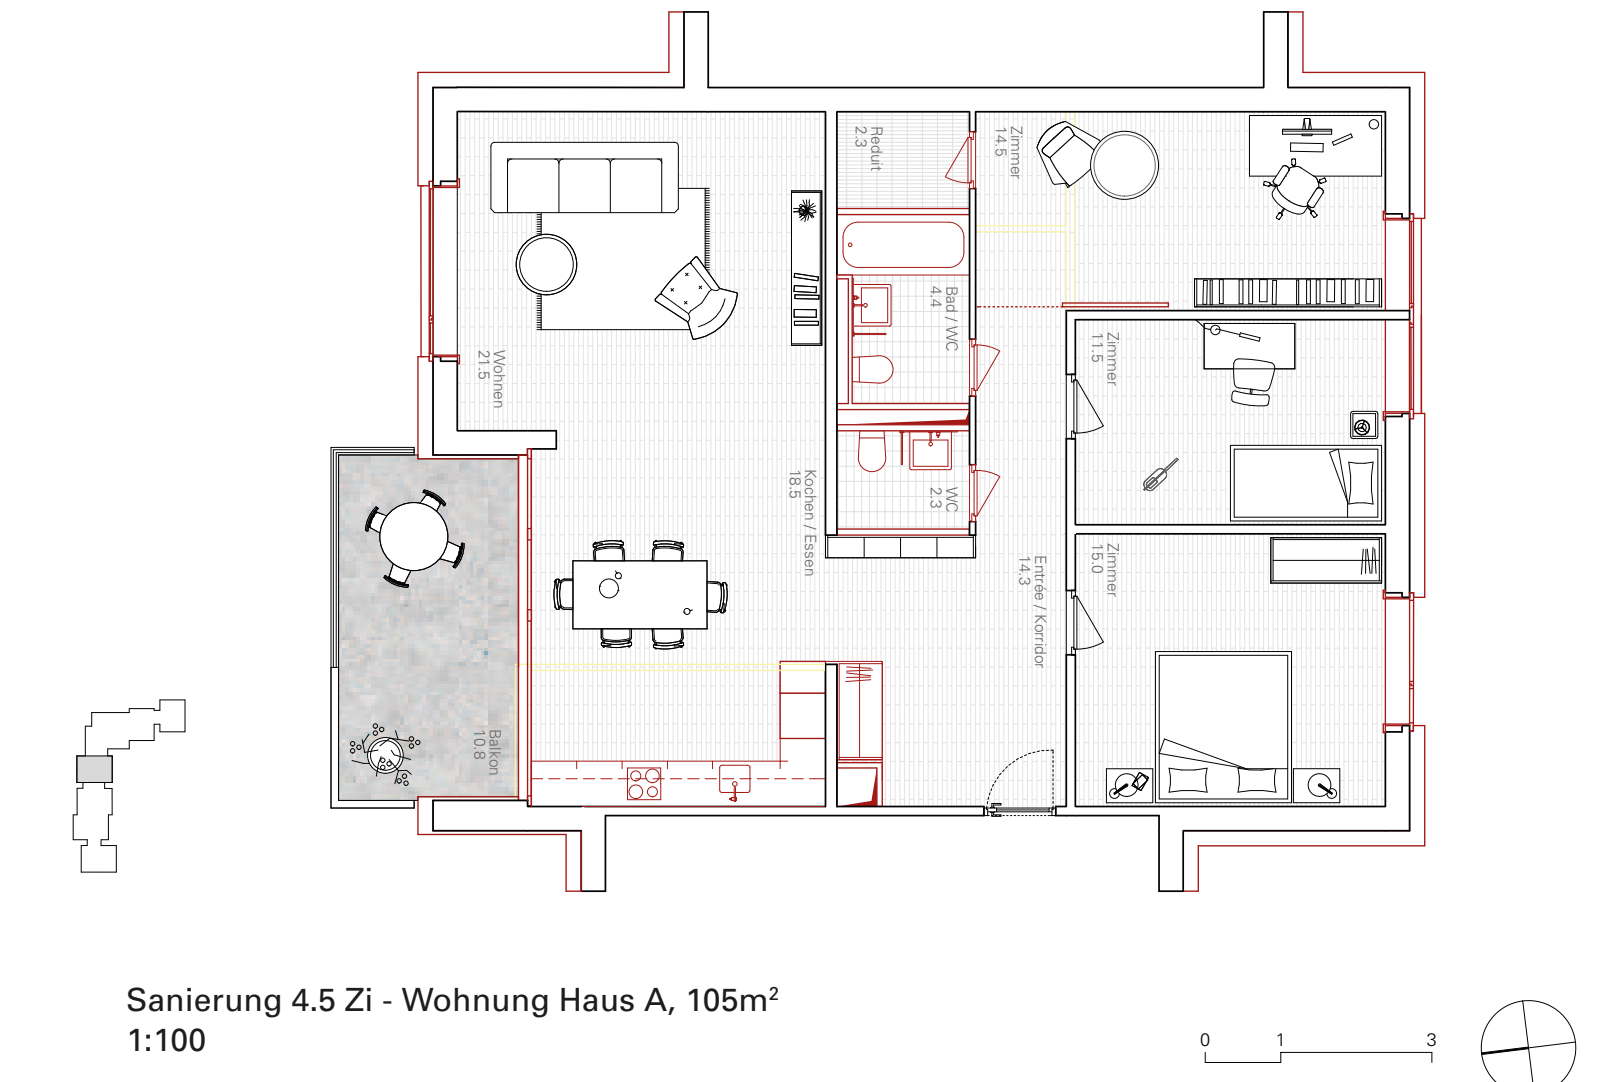 Reduit
2.3
Zimmer
14.5
Bad / WC
4.4
Wohnen
21.5
Zimmer
11.5
Kochen / Essen
18.5
WC
2.3
Entrée / Korridor
14.3
Zimmer
15.0
Balkon
10.8
Sanierung 4.5 Zi - Wohnung Haus A, 105m²
1:100
0 1 3